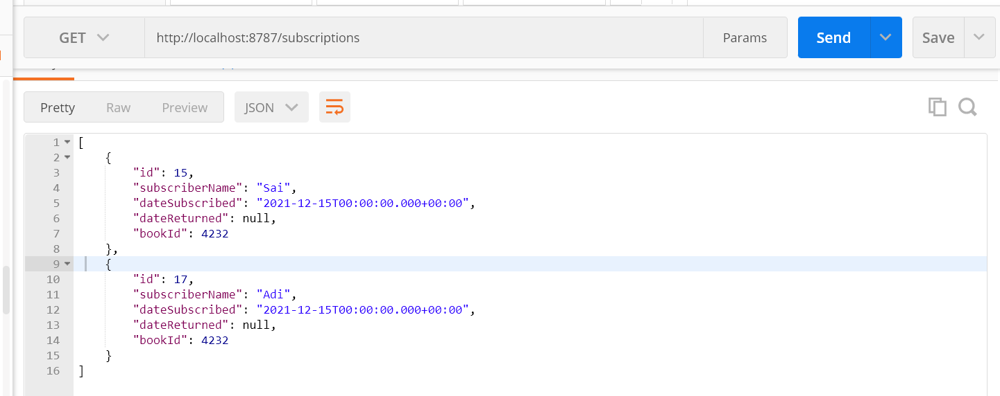 GET http://localhost:8787/subscriptions Params Send Save
Pretty Raw Preview JSON
1 [
2 {
3 "id": 15,
4 "subscriberName": "Sai",
5 "dateSubscribed": "2021-12-15T00:00:00.000+00:00",
6 "dateReturned": null,
7 "bookId": 4232
8 },
9 {
10 "id": 17,
11 "subscriberName": "Adi",
12 "dateSubscribed": "2021-12-15T00:00:00.000+00:00",
13 "dateReturned": null,
14 "bookId": 4232
15 }
16 ]